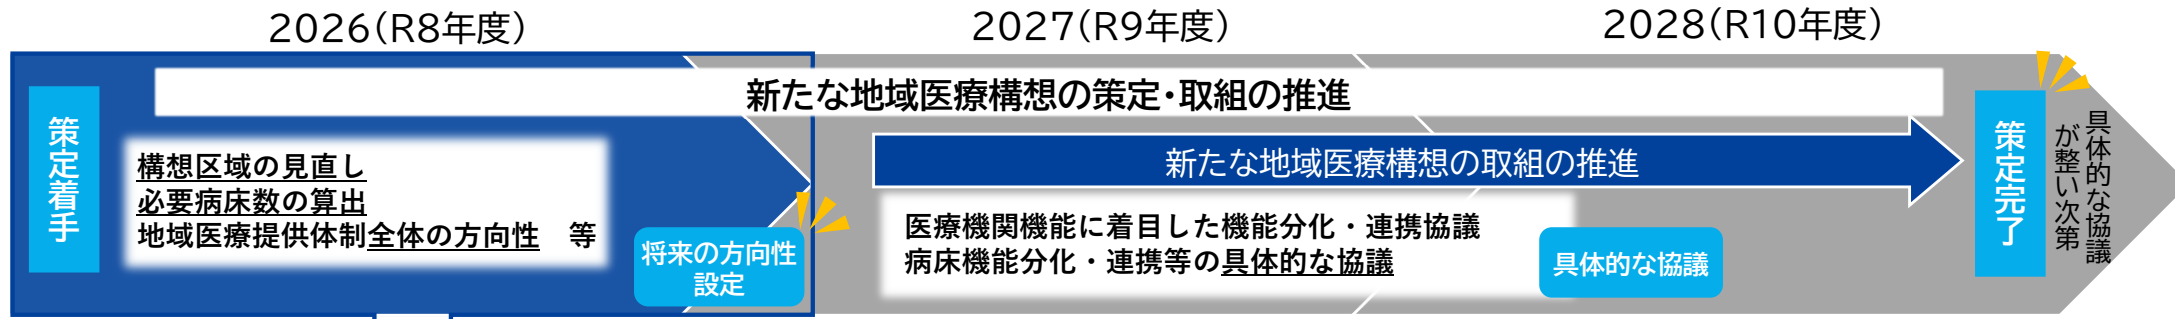 2026(R8年度)
2027(R9年度)
2028(R10年度)
新たな地域医療構想の策定・取組の推進
策定着手
構想区域の見直し
必要病床数の算出
地域医療提供体制全体の方向性　等
将来の方向性
設定
新たな地域医療構想の取組の推進
医療機関機能に着目した機能分化・連携協議
病床機能分化・連携等の具体的な協議
具体的な協議
策定完了
具体的な協議
が整い次第